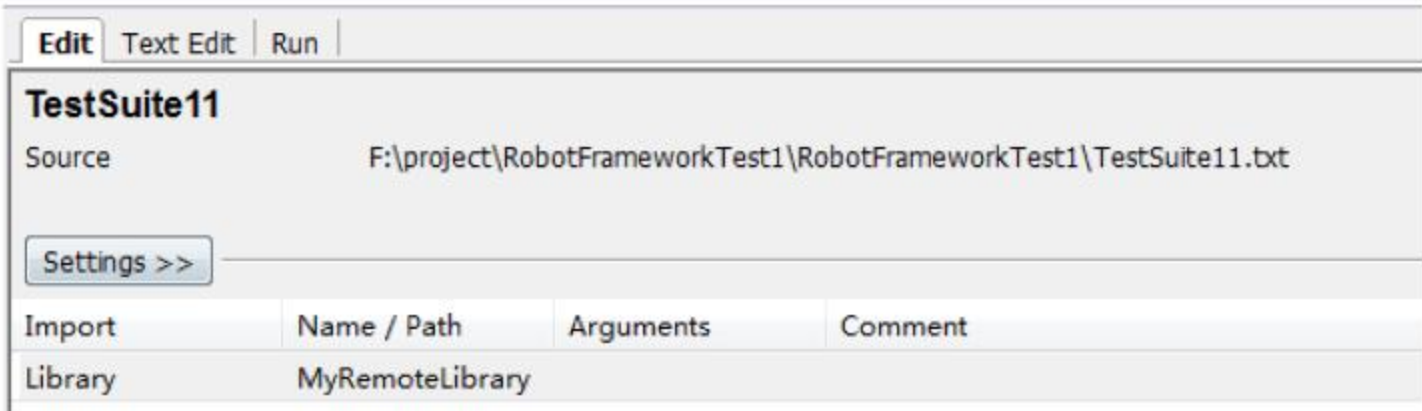 Edit Text Edit Run
TestSuite11
Source F:\project\RobotFrameworkTest1\RobotFrameworkTest1\TestSuite11.txt
Settings >>
Import Name / Path Arguments Comment
Library MyRemoteLibrary